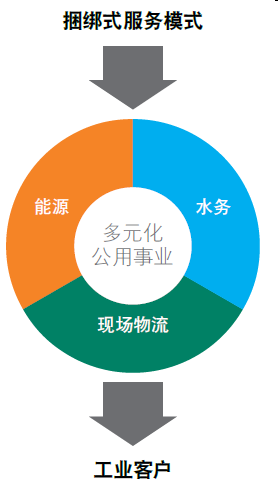 捆绑式服务模式
能源
水务
多元化
公用事业
现场物流
工业客户